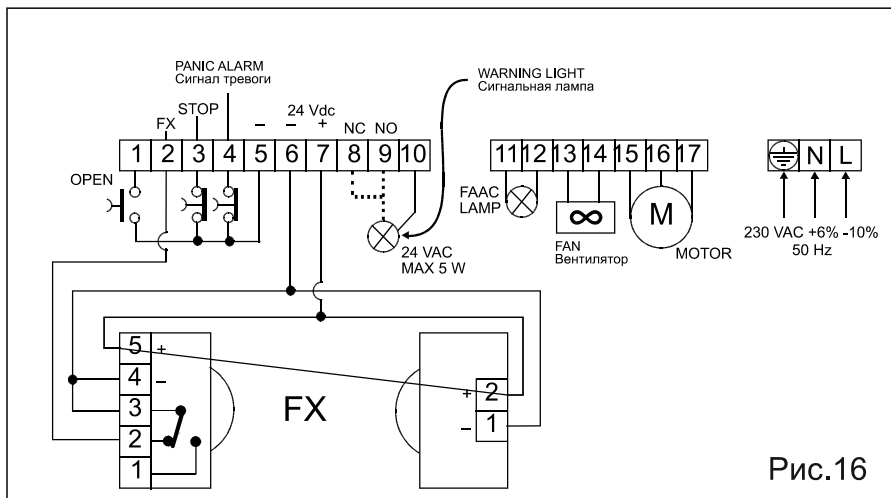 PANIC ALARM
Сигнал тревоги
WARNING LIGHT
Сигнальная лампа
FX
STOP
24 Vdc
– – +
NC NO
1 2 3 4 5 6 7 8 9 10
11 12 13 14 15 16 17
N L
OPEN
FAAC
LAMP
M
24 VAC
MAX 5 W
FAN
Вентилятор
MOTOR
230 VAC +6% -10%
50 Hz
5 +
4 –
3
2
1
FX
+ 2
– 1
Рис.16